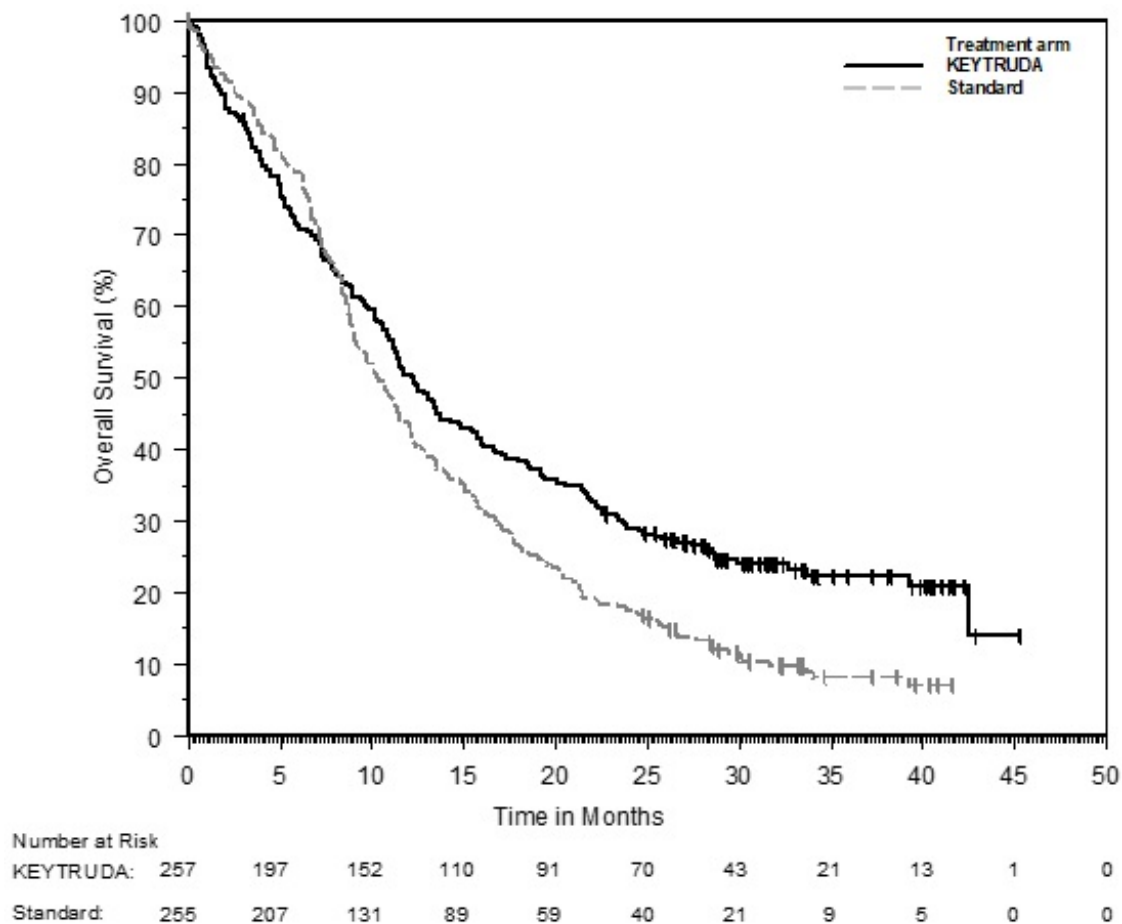 Treatment arm
KEYTRUDA
Standard
Overall Survival (%)
100
90
80
70
60
50
40
30
20
10
0
0 5 10 15 20 25 30 35 40 45 50
Time in Months
Number at Risk
KEYTRUDA: 257 197 152 110 91 70 43 21 13 1 0
Standard: 255 207 131 89 59 40 21 9 5 0 0